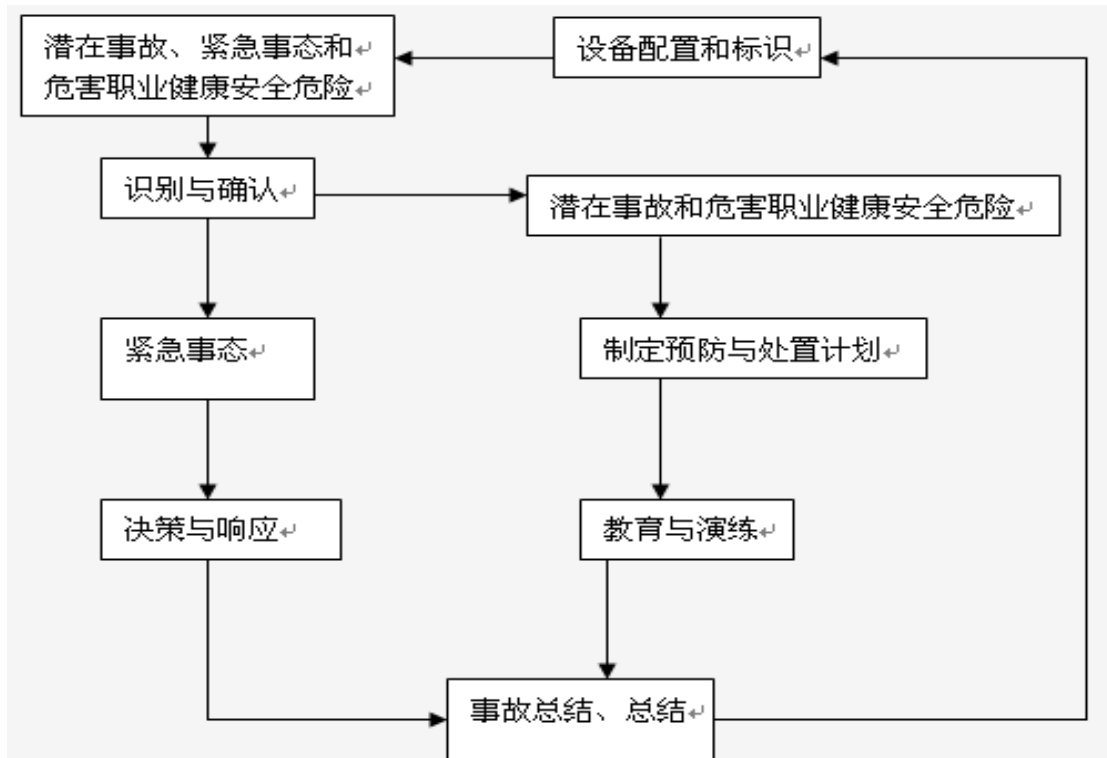 潜在事故、紧急事态和
危害职业健康安全危险
设备配置和标识
识别与确认
潜在事故和危害职业健康安全危险
紧急事态
制定预防与处置计划
决策与响应
教育与演练
事故总结、总结